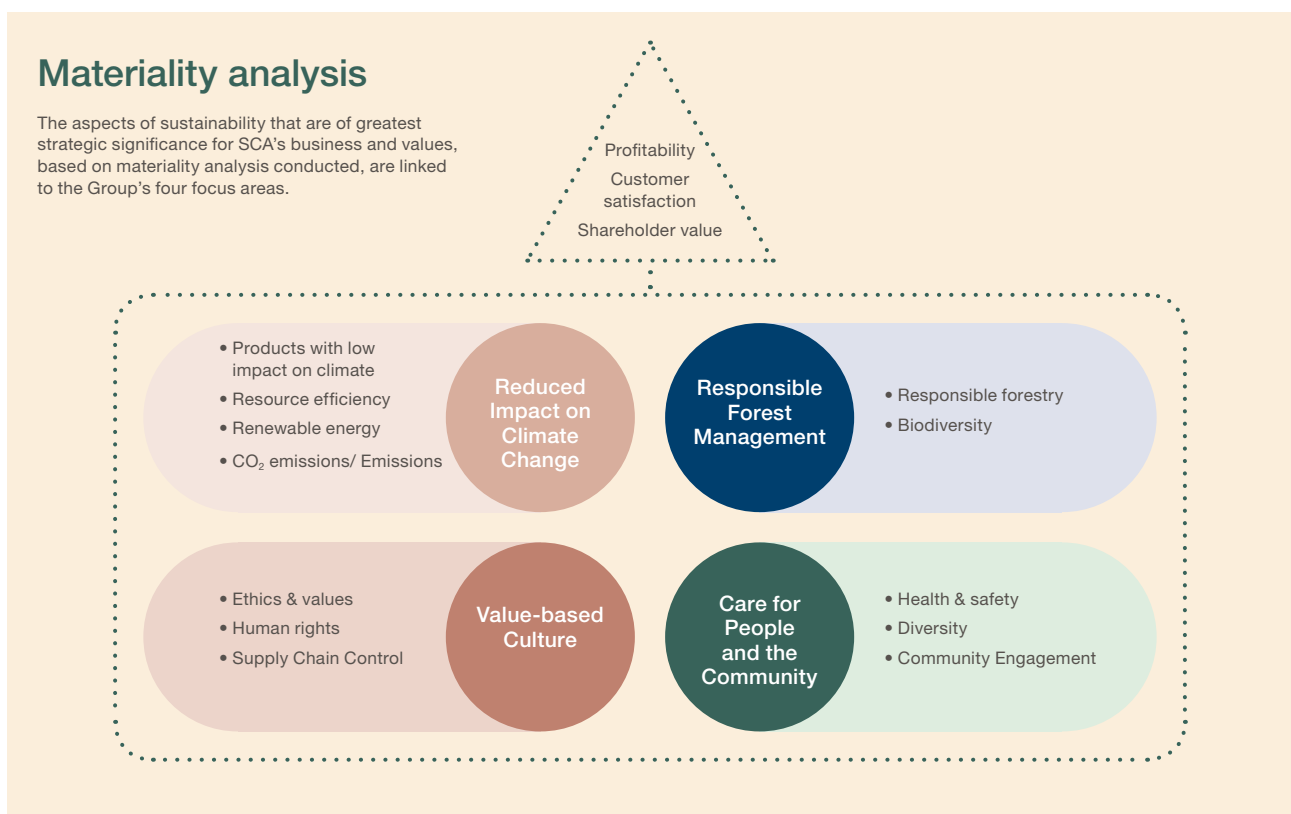 Materiality analysis
The aspects of sustainability that are of greatest
strategic significance for SCA's business and values,
based on materiality analysis conducted, are linked
to the Group's four focus areas.
Profitability
Customer
satisfaction
Shareholder value
• Products with low
impact on climate
• Resource efficiency
• Renewable energy
• CO₂ emissions/ Emissions
Reduced
Impact on
Climate
Change
Responsible
Forest
Management
• Responsible forestry
• Biodiversity
• Ethics & values
• Human rights
• Supply Chain Control
Value-based
Culture
Care for
People
and the
Community
• Health & safety
• Diversity
• Community Engagement